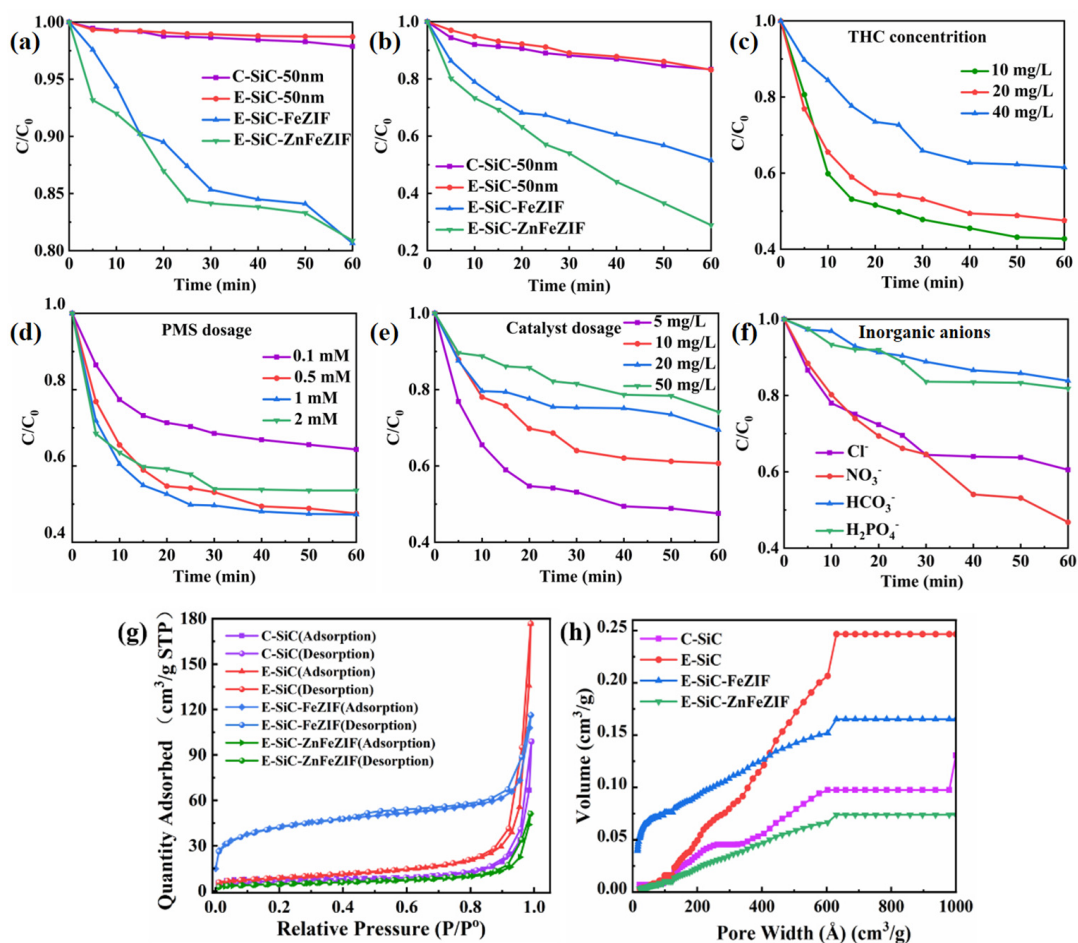 (a)
1.00
0.95
0.90
0.85
0.80
C/C0
C-SiC-50nm
E-SiC-50nm
E-SiC-FeZIF
E-SiC-ZnFeZIF
0 10 20 30 40 50 60
Time (min)
(b)
1.0
0.8
0.6
0.4
0.2
C/C0
C-SiC-50nm
E-SiC-50nm
E-SiC-FeZIF
E-SiC-ZnFeZIF
0 10 20 30 40 50 60
Time (min)
(c)
THC concentrition
1.0
0.8
0.6
0.4
C/C0
10 mg/L
20 mg/L
40 mg/L
0 10 20 30 40 50 60
Time (min)
(d)
PMS dosage
1.0
0.8
0.6
0.4
C/C0
0.1 mM
0.5 mM
1 mM
2 mM
0 10 20 30 40 50 60
Time (min)
(e)
Catalyst dosage
1.0
0.8
0.6
0.4
C/C0
5 mg/L
10 mg/L
20 mg/L
50 mg/L
0 10 20 30 40 50 60
Time (min)
(f)
Inorganic anions
1.0
0.8
0.6
0.4
C/C0
Cl-
NO3-
HCO3-
H2PO4-
0 10 20 30 40 50 60
Time (min)
(g)
180
150
120
90
60
30
0
Quantity Adsorbed（cm3/g STP）
C-SiC(Adsorption)
C-SiC(Desorption)
E-SiC(Adsorption)
E-SiC(Desorption)
E-SiC-FeZIF(Adsorption)
E-SiC-FeZIF(Desorption)
E-SiC-ZnFeZIF(Adsorption)
E-SiC-ZnFeZIF(Desorption)
0.0 0.2 0.4 0.6 0.8 1.0
Relative Pressure (P/Po)
(h)
0.25
0.20
0.15
0.10
0.05
0.00
Volume (cm3/g)
C-SiC
E-SiC
E-SiC-FeZIF
E-SiC-ZnFeZIF
0 200 400 600 800 1000
Pore Width (Å) (cm3/g)